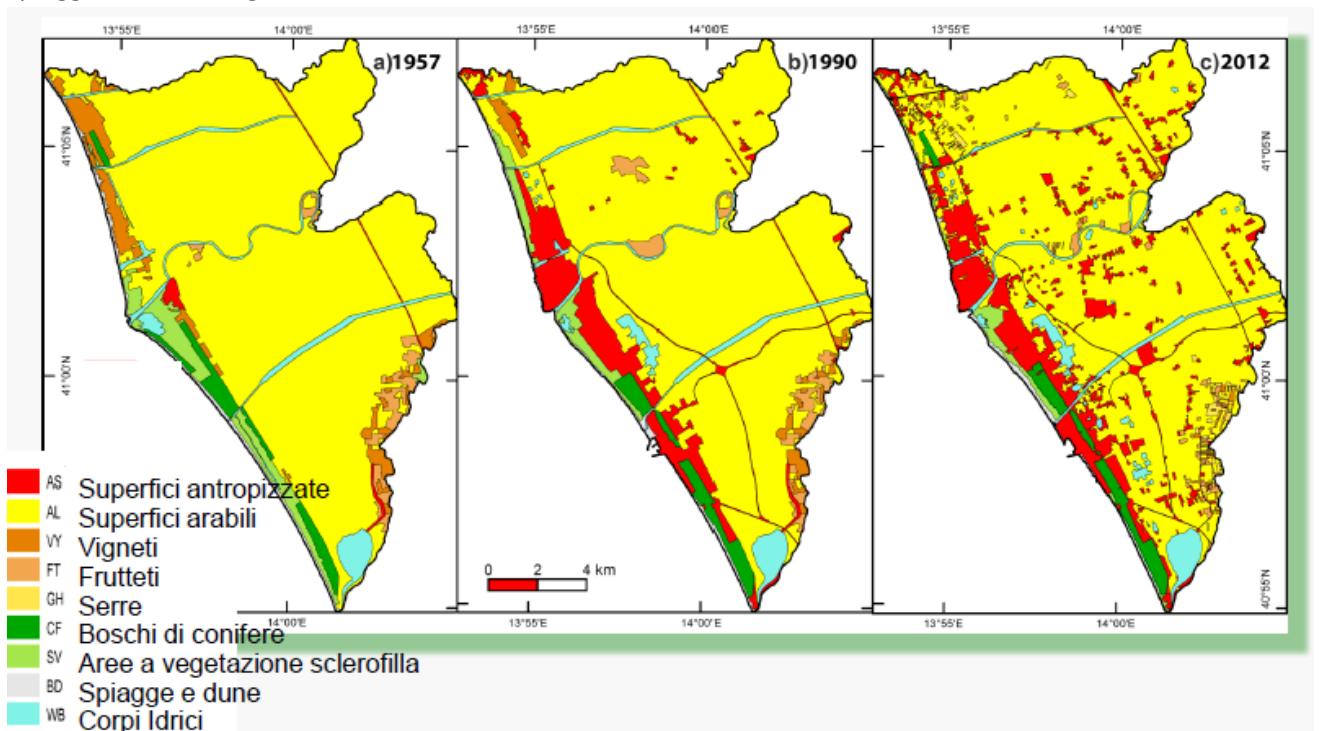 13°55'E 14°00'E 14°00'E 13°55'E 14°00'E
a)1957 b)1990 c)2012
41°05'N 41°05'N
41°00'N 41°00'N
40°55'N
0 2 4 km
14°00'E 13°55'E 14°00'E 13°55'E 14°00'E
AS Superfici antropizzate
AL Superfici arabili
VY Vigneti
FT Frutteti
GH Serre
CF Boschi di conifere
SV Aree a vegetazione sclerofilla
BD Spiagge e dune
WB Corpi Idrici